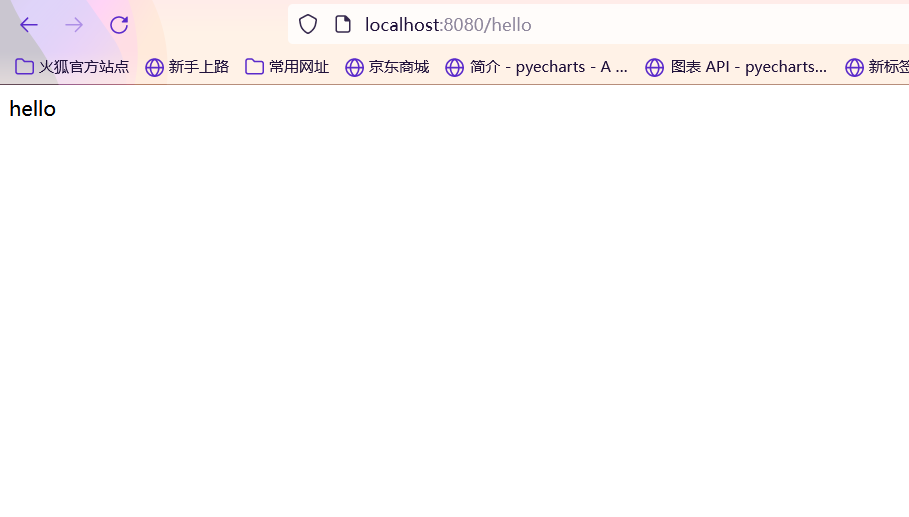 localhost:8080/hello
火狐官方站点 新手上路 常用网址 京东商城 简介 - pyecharts - A ... 图表 API - pyecharts... 新标签
hello